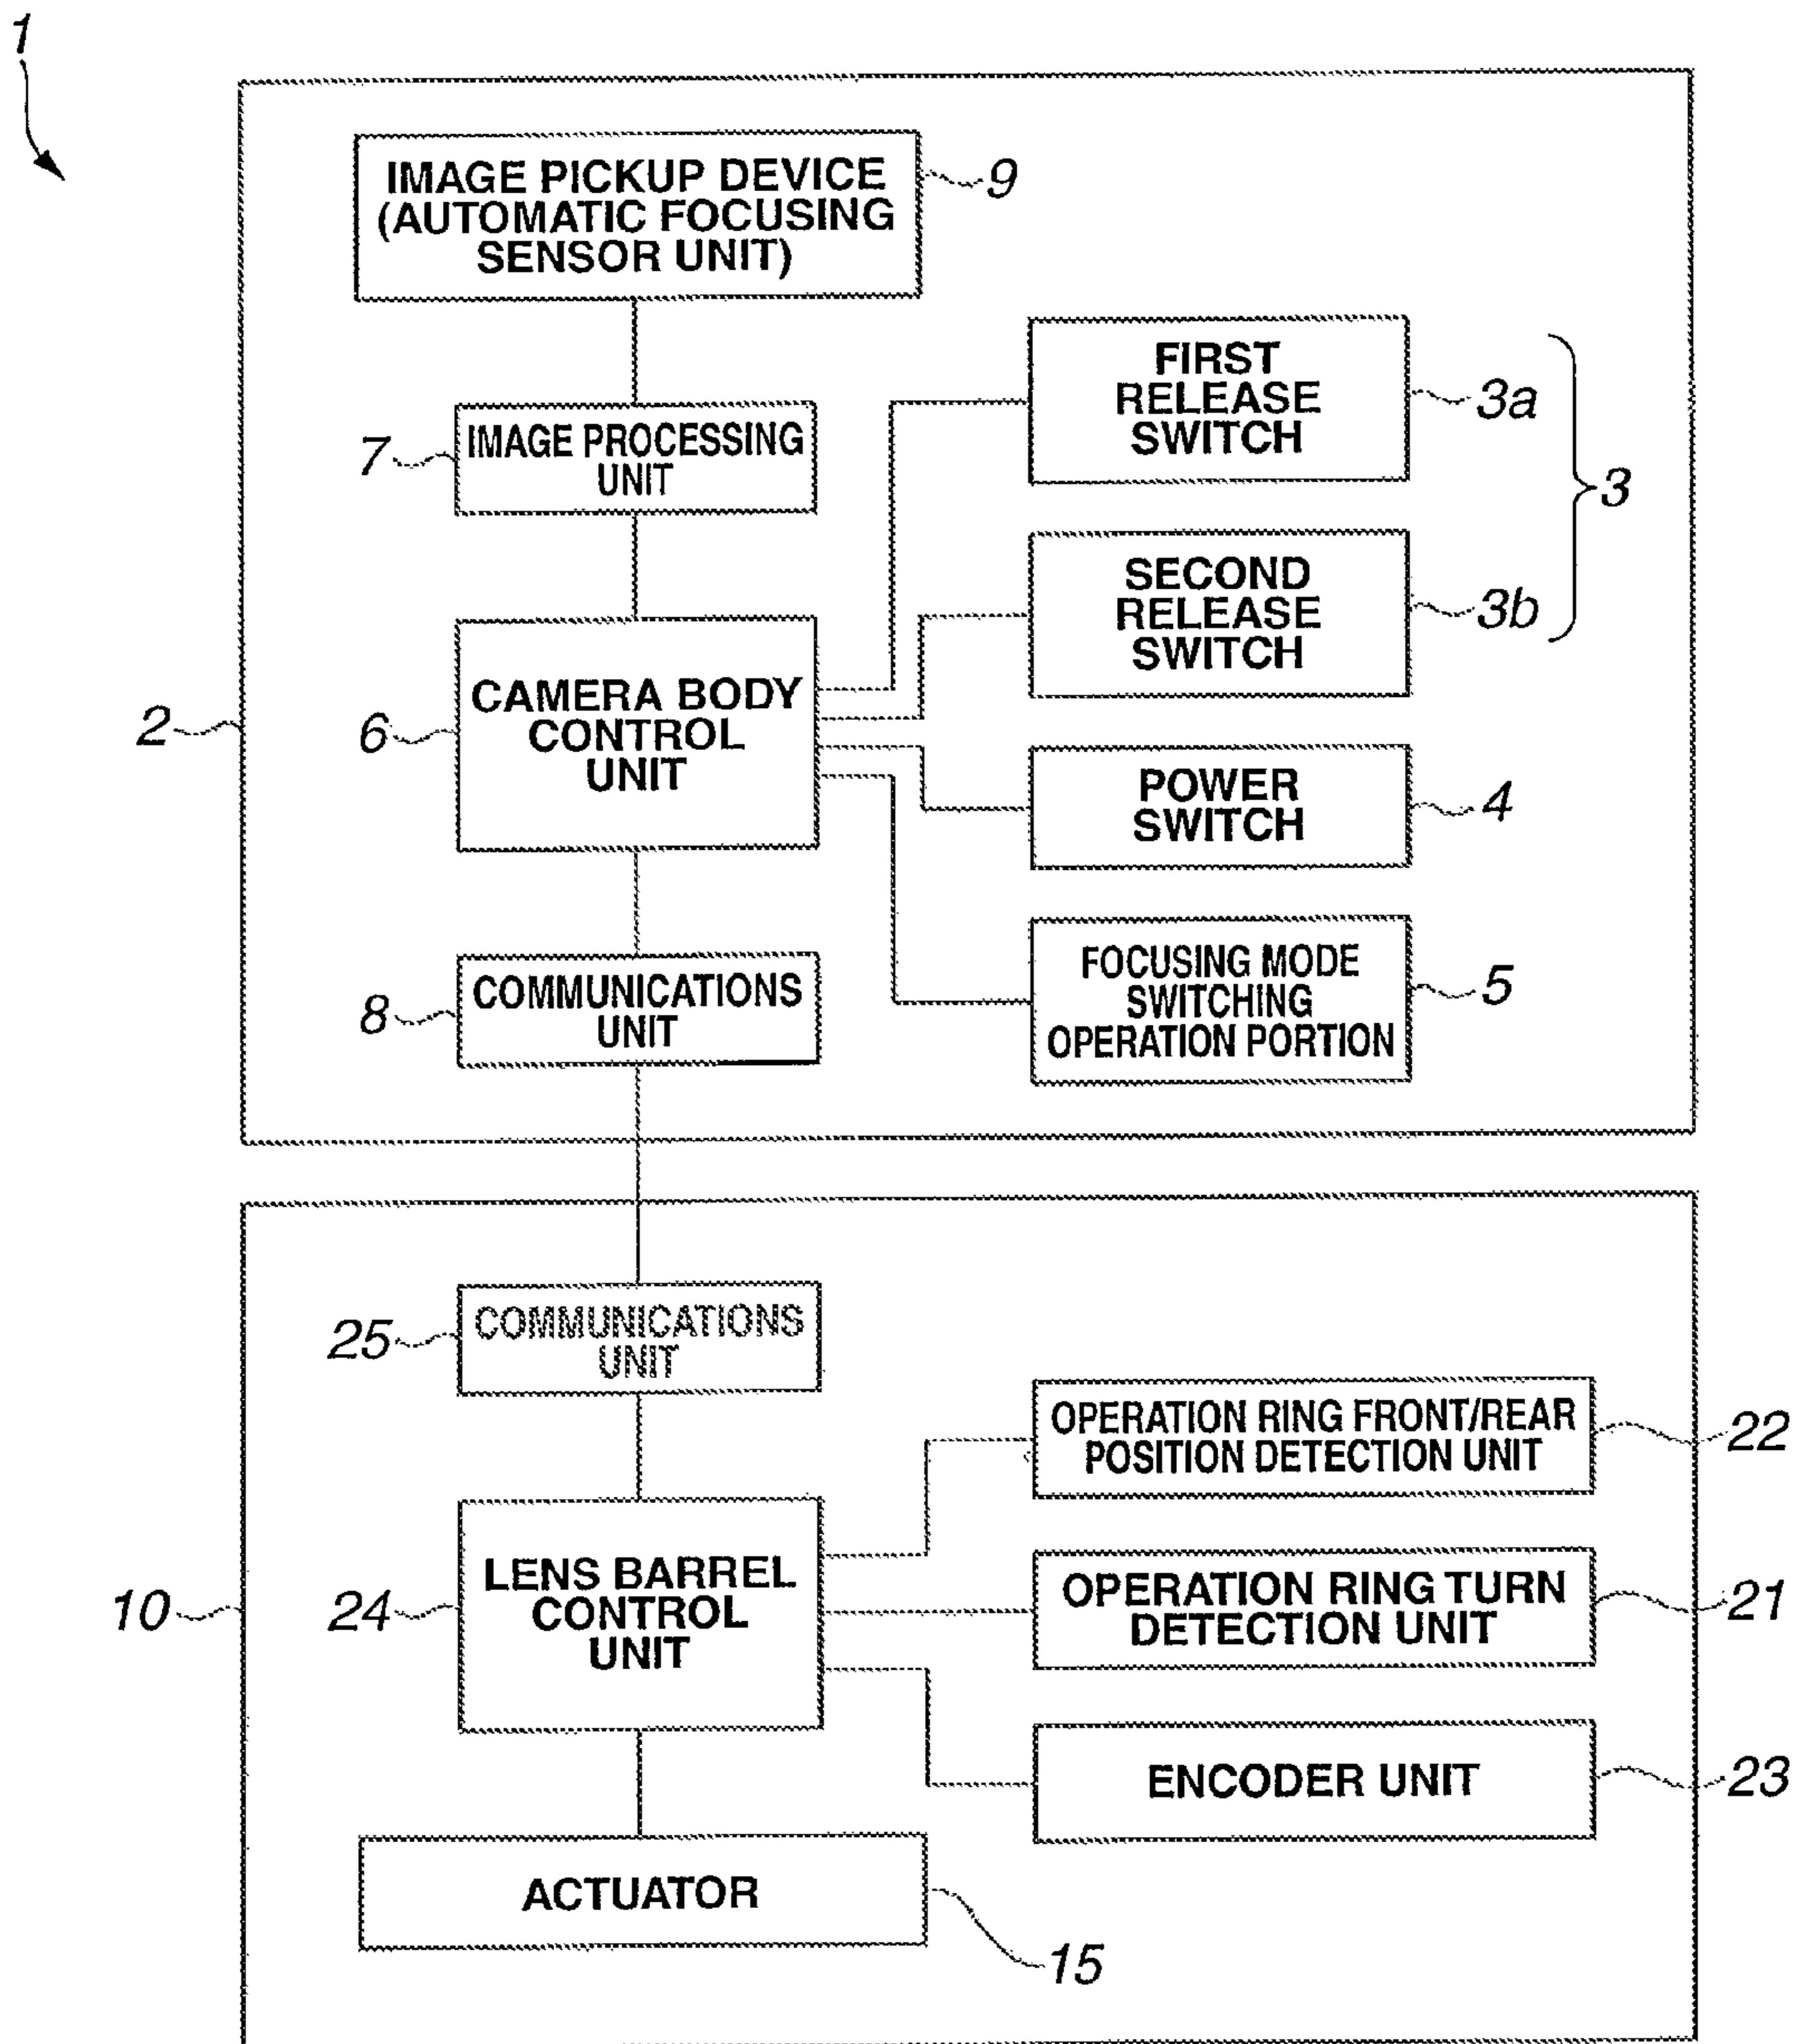 1
IMAGE PICKUP DEVICE
(AUTOMATIC FOCUSING
SENSOR UNIT)
9
IMAGE PROCESSING
UNIT
7
FIRST
RELEASE
SWITCH
3a
3
SECOND
RELEASE
SWITCH
3b
CAMERA BODY
CONTROL
UNIT
6
2
POWER
SWITCH
4
COMMUNICATIONS
UNIT
8
FOCUSING MODE
SWITCHING
OPERATION PORTION
5
COMMUNICATIONS
UNIT
25
OPERATION RING FRONT/REAR
POSITION DETECTION UNIT
22
LENS BARREL
CONTROL
UNIT
24
10
OPERATION RING TURN
DETECTION UNIT
21
ENCODER UNIT
23
ACTUATOR
15